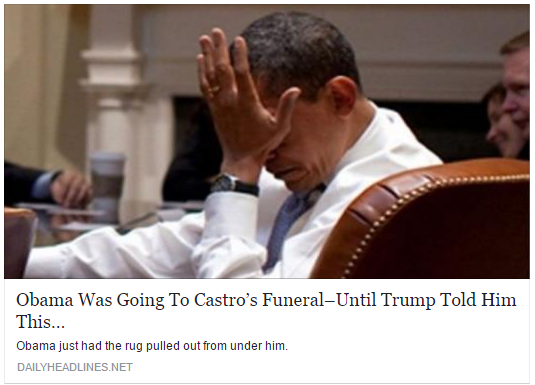 Obama Was Going To Castro’s Funeral–Until Trump Told Him
This...
Obama just had the rug pulled out from under him.
DAILYHEADLINES.NET